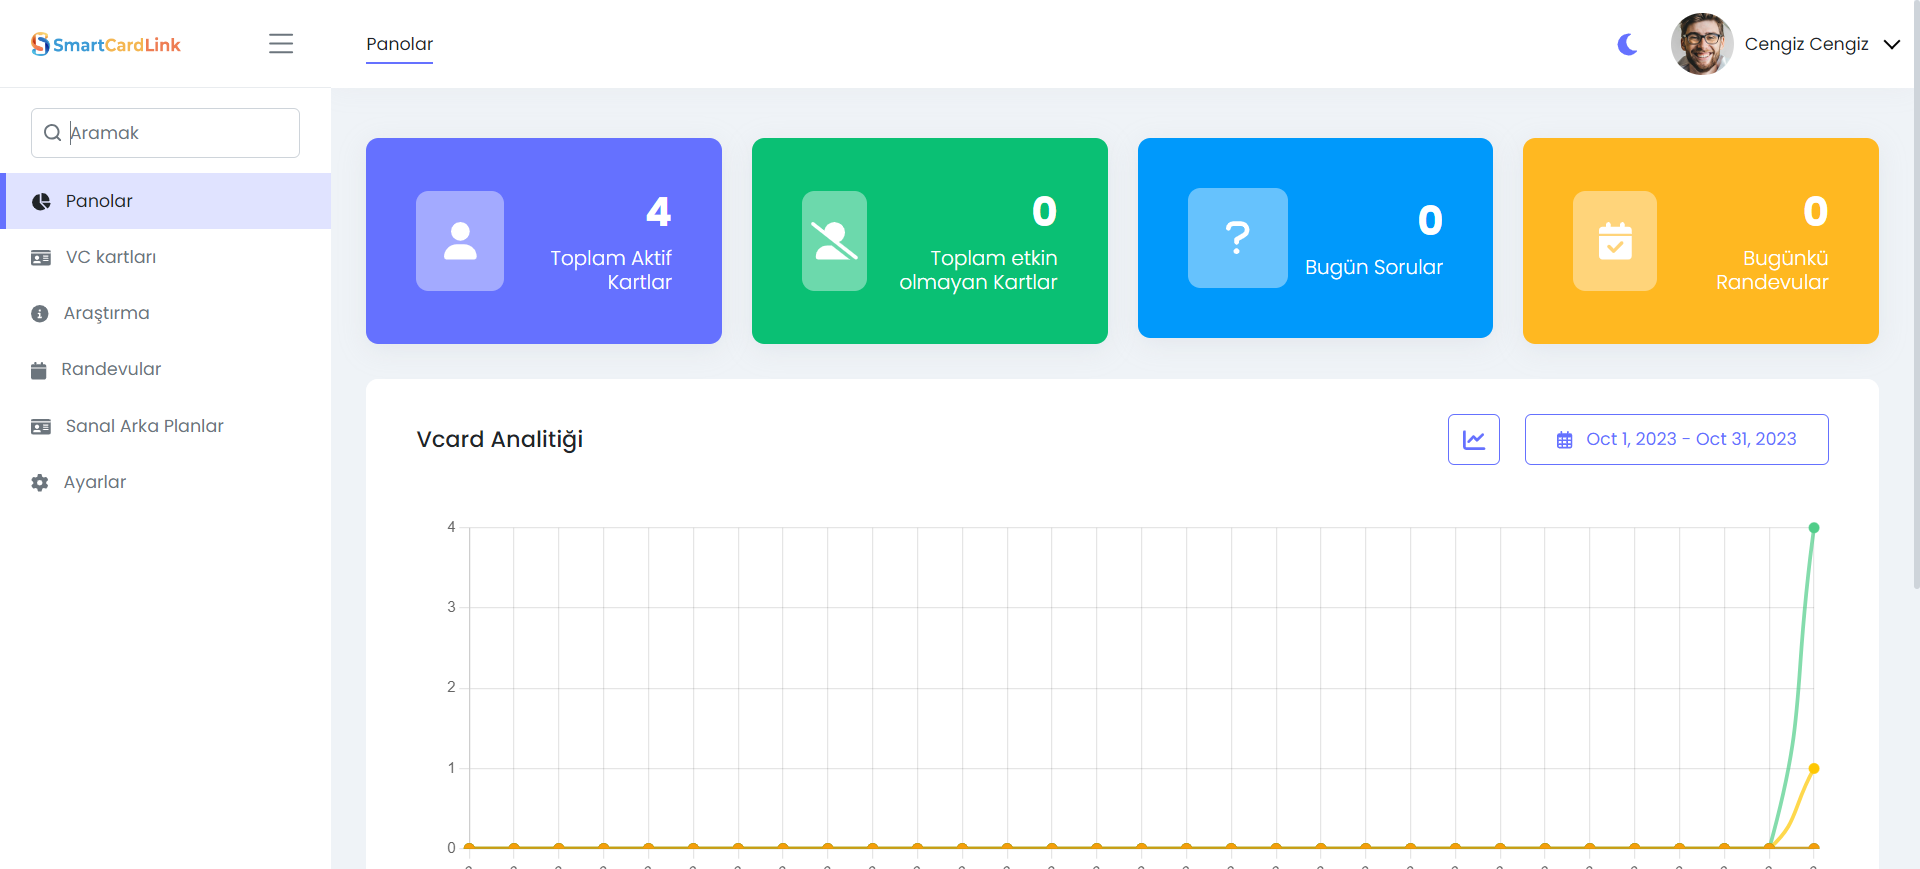 SmartCardLink
Panolar
Cengiz Cengiz
Aramak
Panolar
VC kartları
Araştırma
Randevular
Sanal Arka Planlar
Ayarlar
4
Toplam Aktif
Kartlar
0
Toplam etkin
olmayan Kartlar
0
Bugün Sorular
0
Bugünkü
Randevular
Vcard Analitiği
Oct 1, 2023 - Oct 31, 2023
4
3
2
1
0